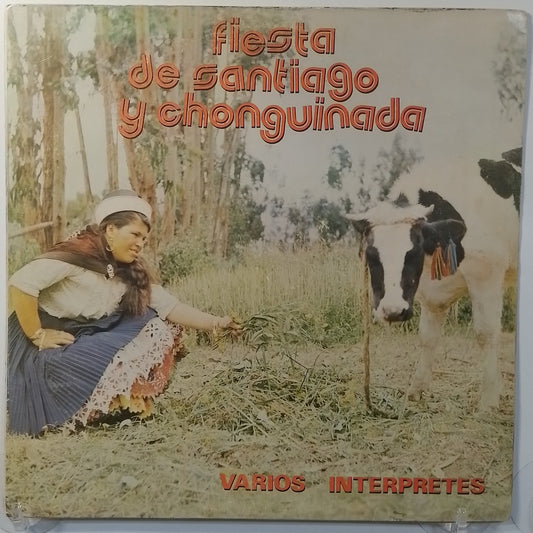 fiesta
de santiago
y chonguinada
VARIOS INTERPRETES